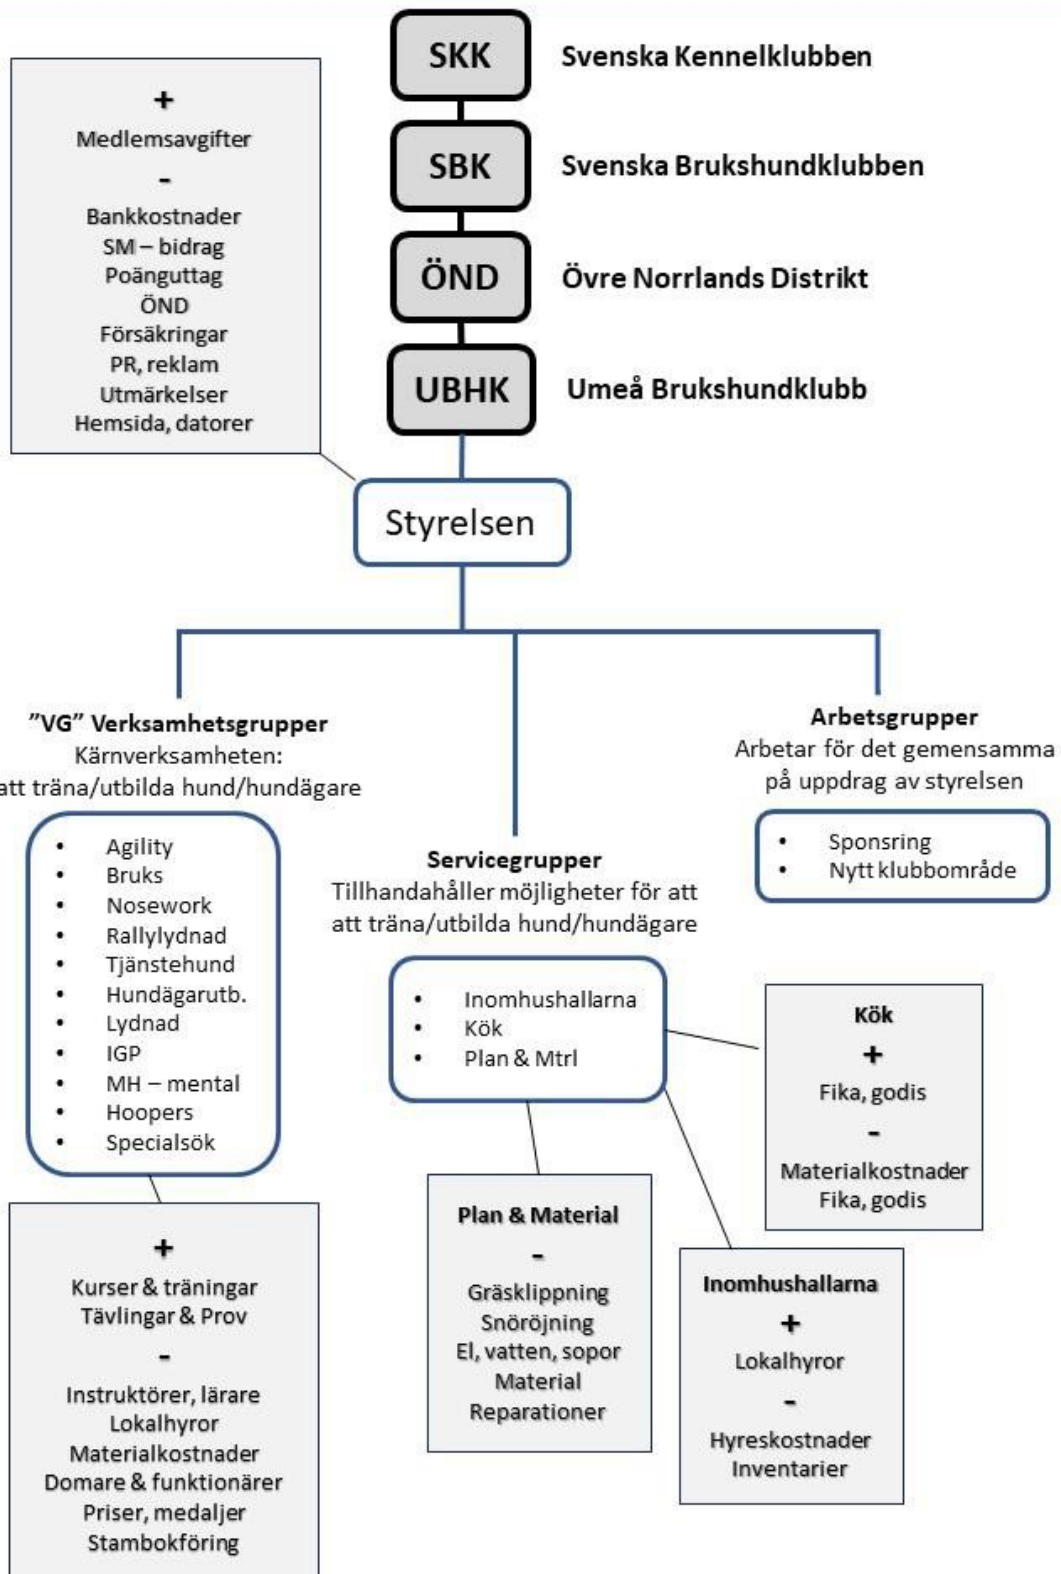 SKK
Svenska Kennelklubben
SBK
Svenska Brukshundklubben
ÖND
Övre Norrlands Distrikt
UBHK
Umeå Brukshundklubb
+
Medlemsavgifter
-
Bankkostnader
SM – bidrag
Poänguttag
ÖND
Försäkringar
PR, reklam
Utmärkelser
Hemsida, datorer
Styrelsen
”VG” Verksamhetsgrupper
Kärnverksamheten:
att träna/utbilda hund/hundägare
• Agility
• Bruks
• Nosework
• Rallylydnad
• Tjänstehund
• Hundägarutb.
• Lydnad
• IGP
• MH – mental
• Hoopers
• Specialsök
+
Kurser & träningar
Tävlingar & Prov
-
Instruktörer, lärare
Lokalhyror
Materialkostnader
Domare & funktionärer
Priser, medaljer
Stambokföring
Servicegrupper
Tillhandahåller möjligheter för att
att träna/utbilda hund/hundägare
• Inomhushallarna
• Kök
• Plan & Mtrl
Plan & Material
-
Gräsklippning
Snöröjning
El, vatten, sopor
Material
Reparationer
Arbetsgrupper
Arbetar för det gemensamma
på uppdrag av styrelsen
• Sponsring
• Nytt klubbområde
Kök
+
Fika, godis
-
Materialkostnader
Fika, godis
Inomhushallarna
+
Lokalhyror
-
Hyreskostnader
Inventarier